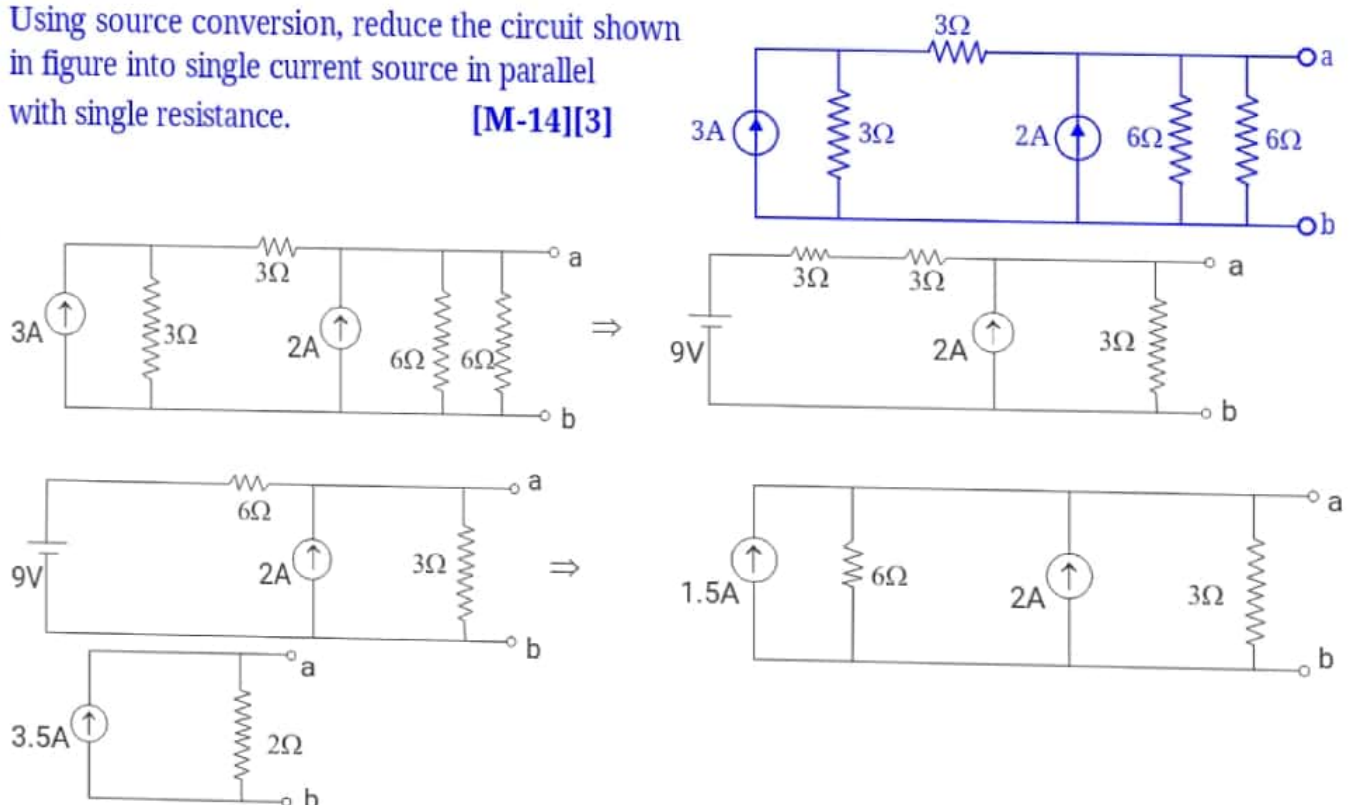 Using source conversion, reduce the circuit shown
in figure into single current source in parallel
with single resistance. [M-14][3]
3Ω
a
3A 3Ω 2A 6Ω 6Ω
b
3Ω
a
3A 3Ω 2A 6Ω 6Ω
b
⇒
3Ω 3Ω
a
9V 2A 3Ω
b
6Ω
a
9V 2A 3Ω
b
⇒
a
1.5A 6Ω 2A 3Ω
b
a
3.5A 2Ω
b